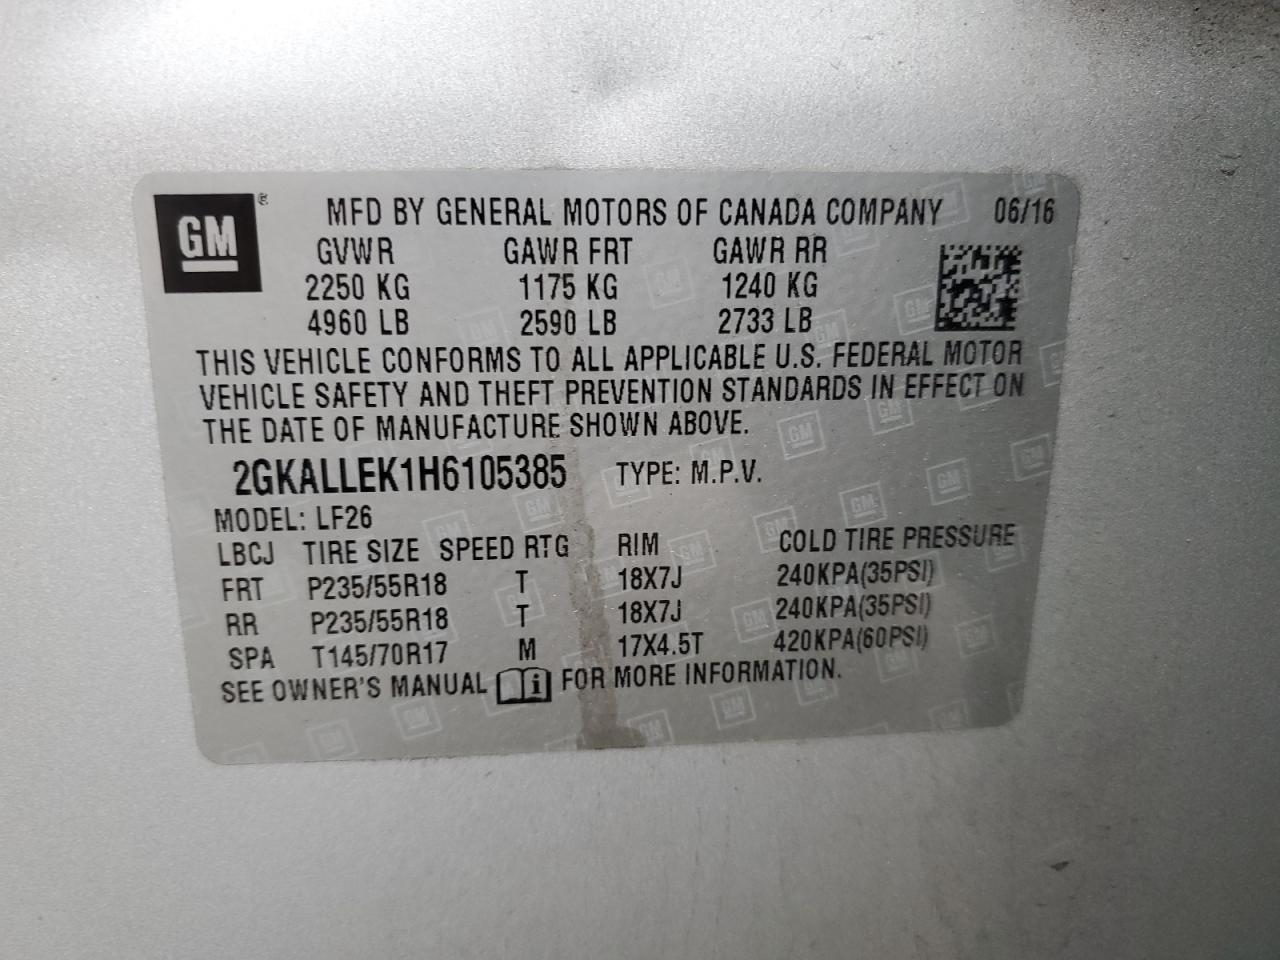 GM ® MFD BY GENERAL MOTORS OF CANADA COMPANY 06/16
GVWR GAWR FRT GAWR RR
2250 KG 1175 KG 1240 KG
4960 LB 2590 LB 2733 LB
THIS VEHICLE CONFORMS TO ALL APPLICABLE U.S. FEDERAL MOTOR
VEHICLE SAFETY AND THEFT PREVENTION STANDARDS IN EFFECT ON
THE DATE OF MANUFACTURE SHOWN ABOVE.
2GKALLEK1H6105385 TYPE: M.P.V.
MODEL: LF26
LBCJ TIRE SIZE SPEED RTG RIM COLD TIRE PRESSURE
FRT P235/55R18 T 18X7J 240KPA(35PSI)
RR P235/55R18 T 18X7J 240KPA(35PSI)
SPA T145/70R17 M 17X4.5T 420KPA(60PSI)
SEE OWNER'S MANUAL i FOR MORE INFORMATION.